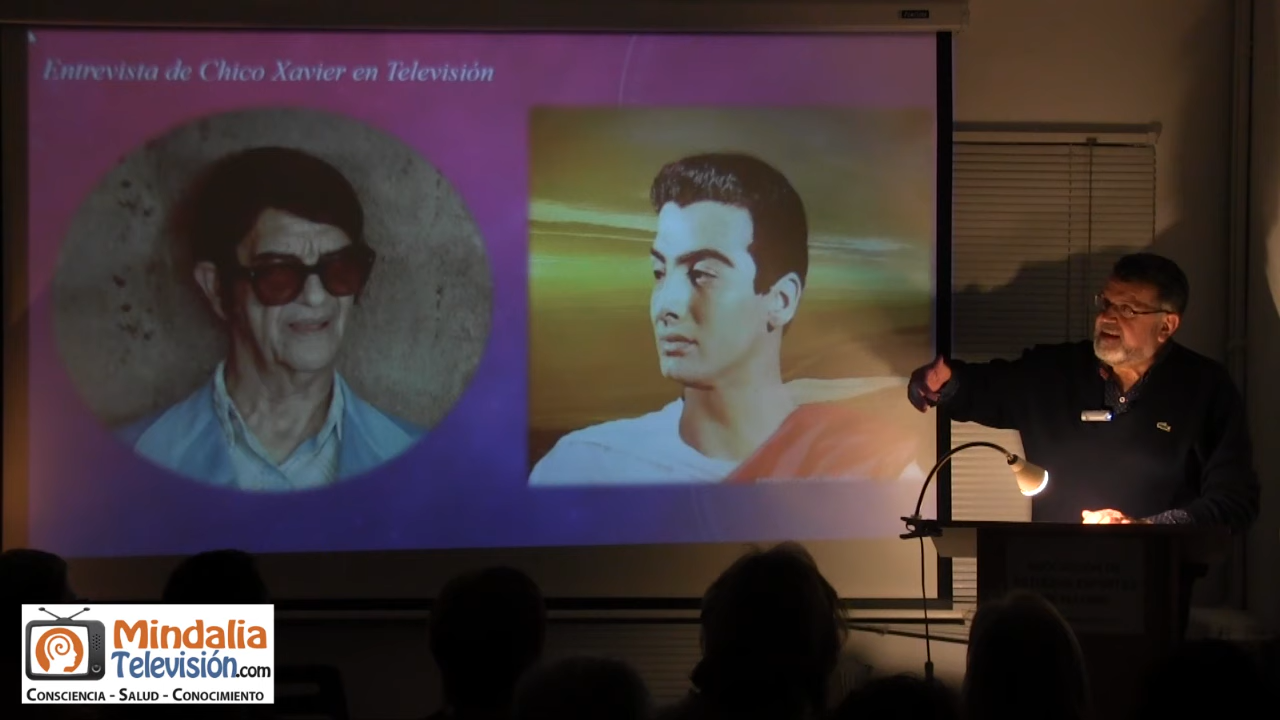 Entrevista de Chico Xavier en Televisión
Mindalia
Televisión.com
CONSCIENCIA - SALUD - CONOCIMIENTO